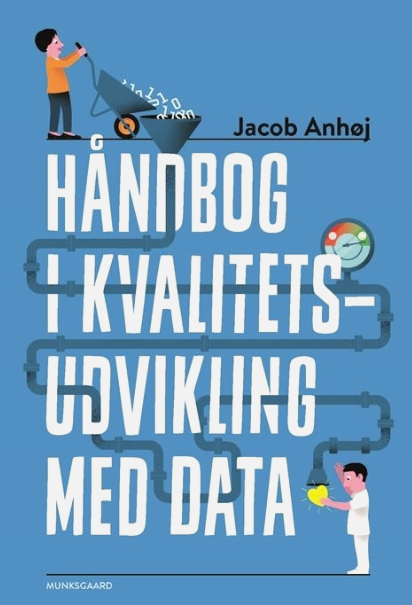 Jacob Anhøj
HÅNDBOG
I KVALITETS-
UDVIKLING
MED DATA
MUNKSGAARD